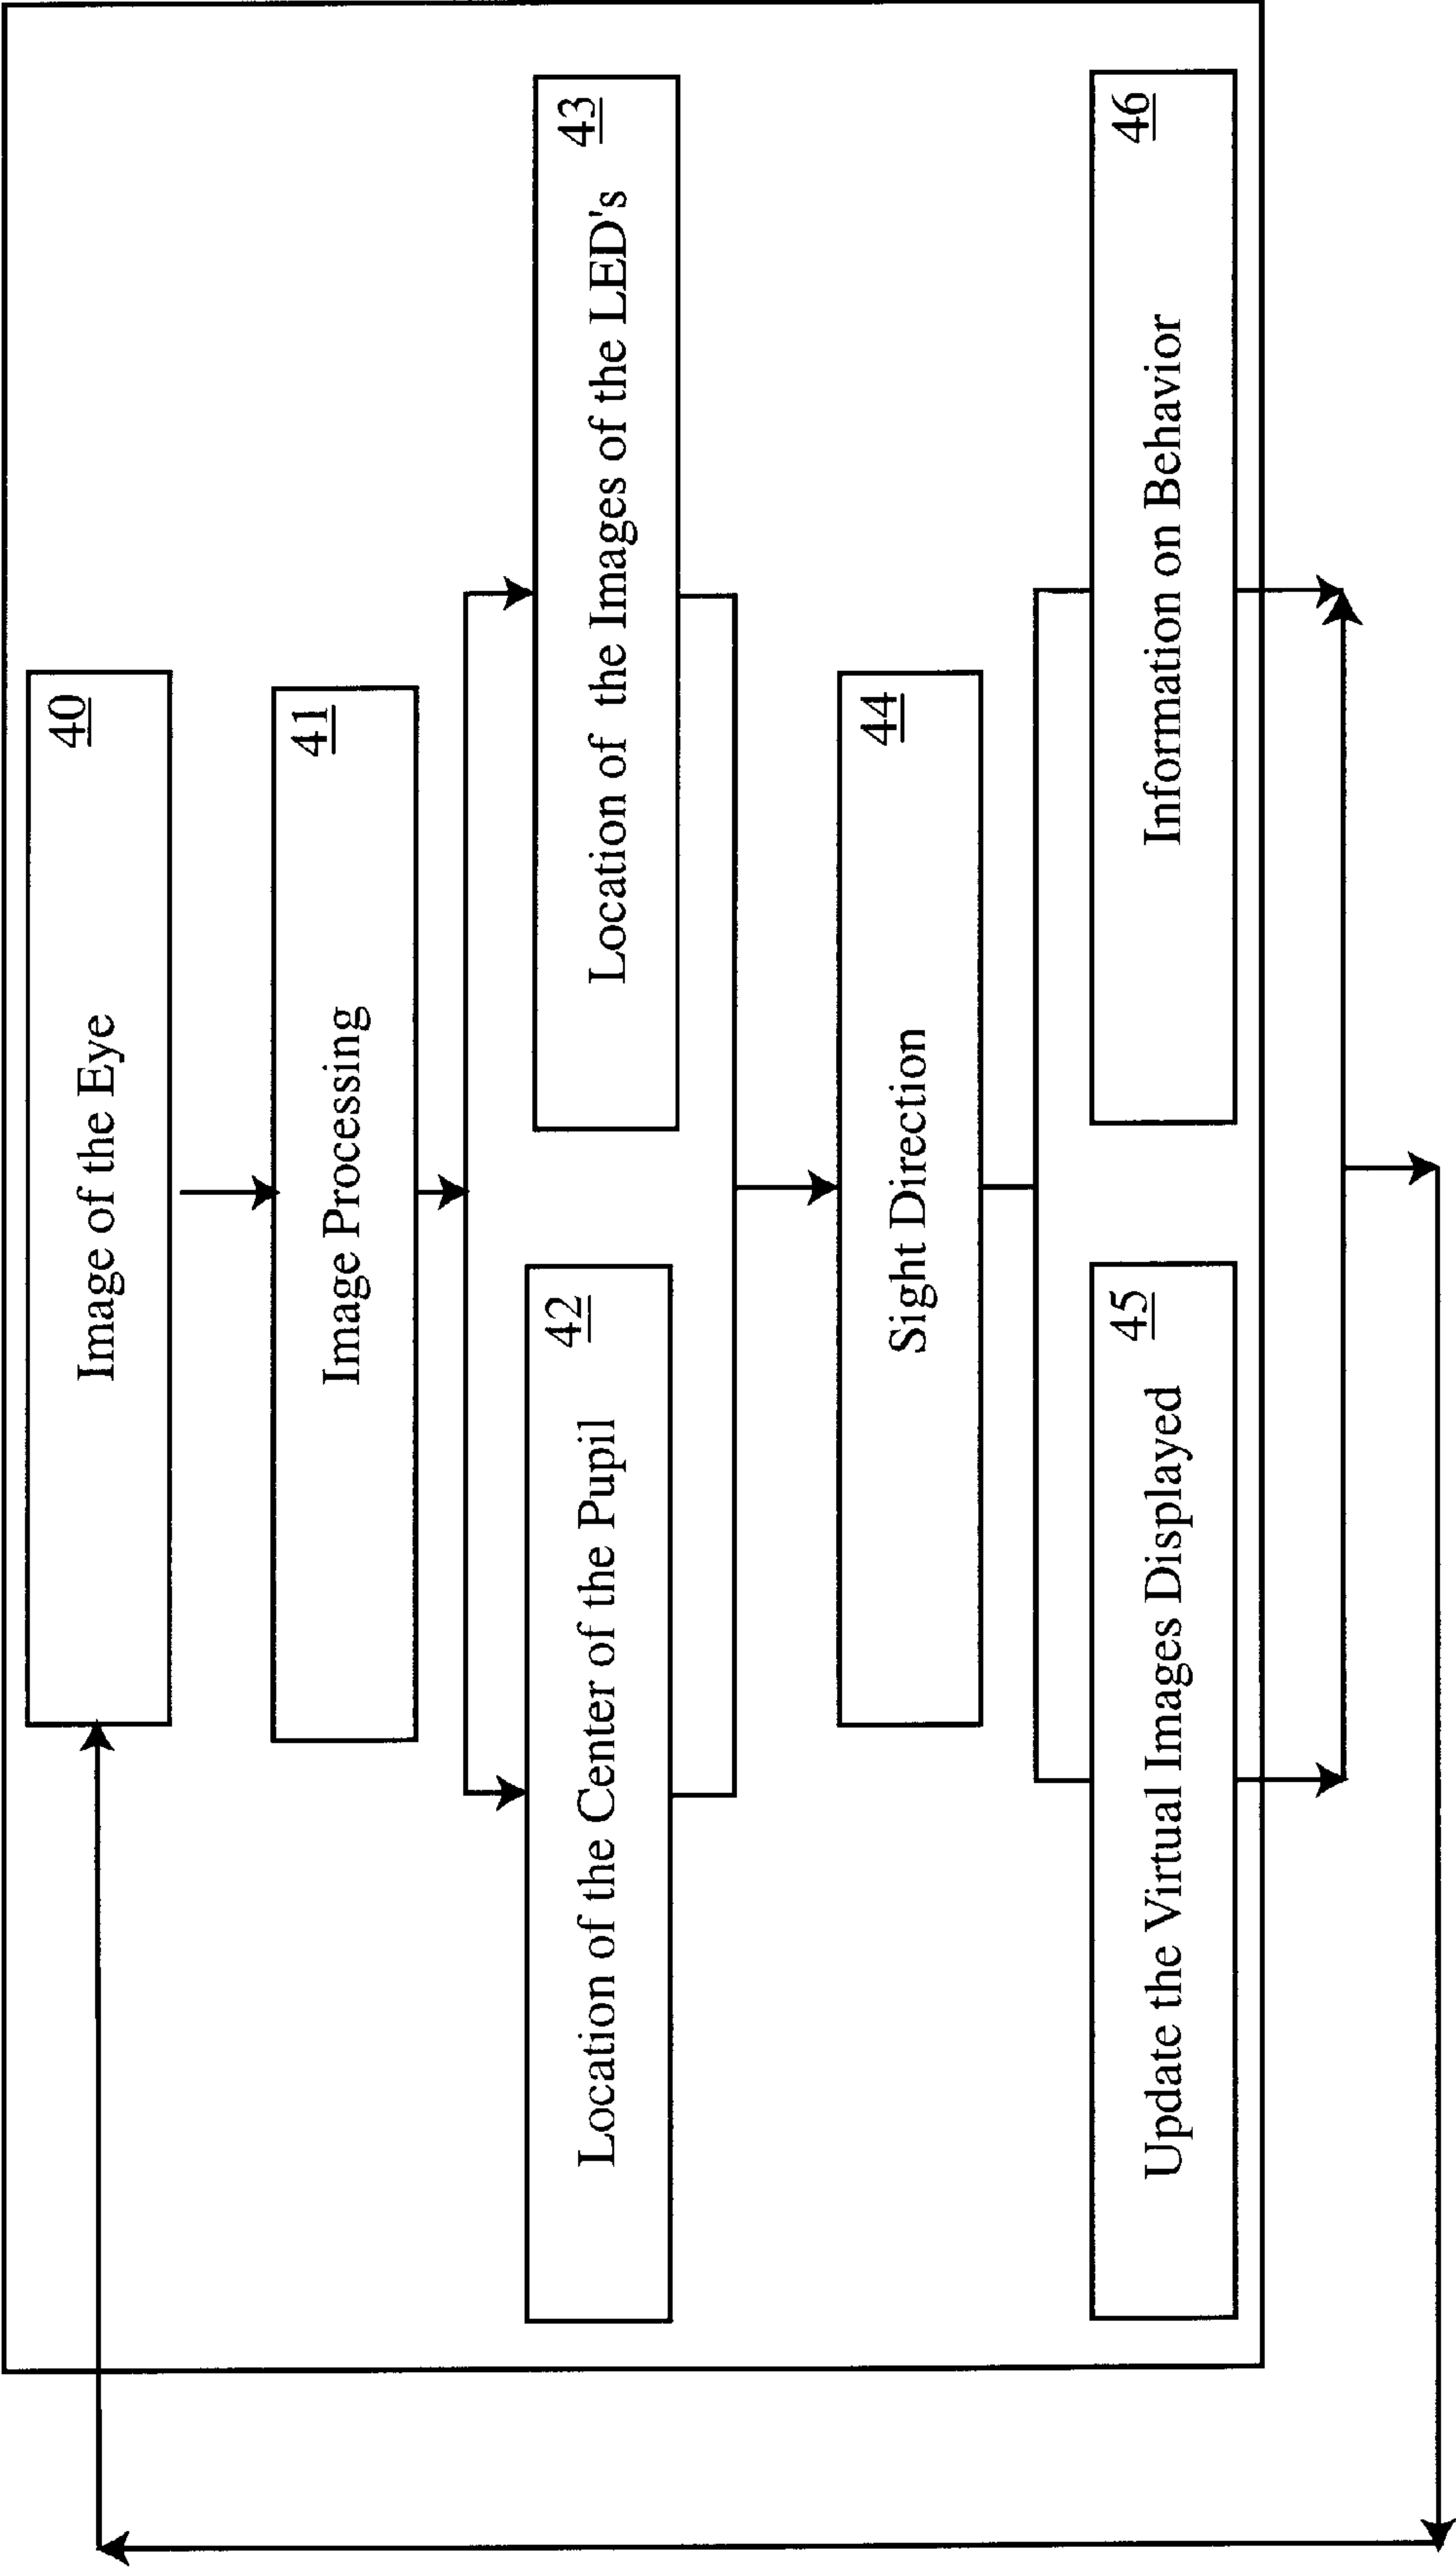 Image of the Eye
40
Image Processing
41
Location of the Center of the Pupil
42
Location of the Images of the LED's
43
Sight Direction
44
Update the Virtual Images Displayed
45
Information on Behavior
46